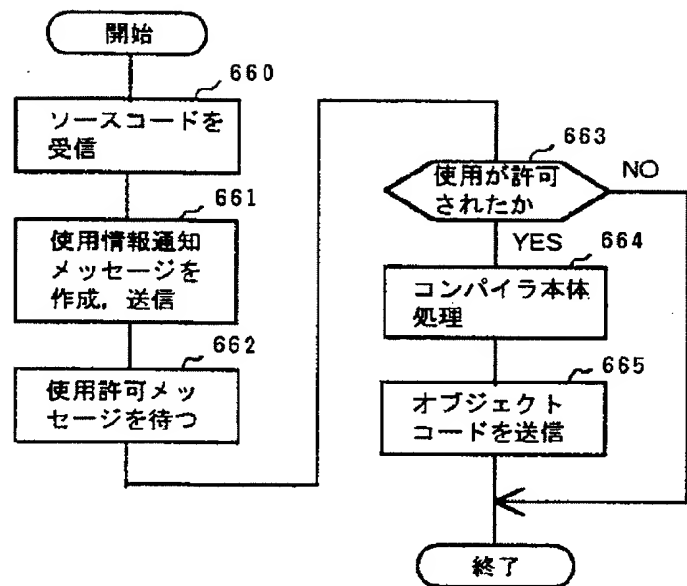 開始
660
ソースコードを
受信
661
使用情報通知
メッセージを
作成，送信
662
使用許可メッ
セージを待つ
663
使用が許可
されたか
NO
YES
664
コンパイラ本体
処理
665
オブジェクト
コードを送信
終了